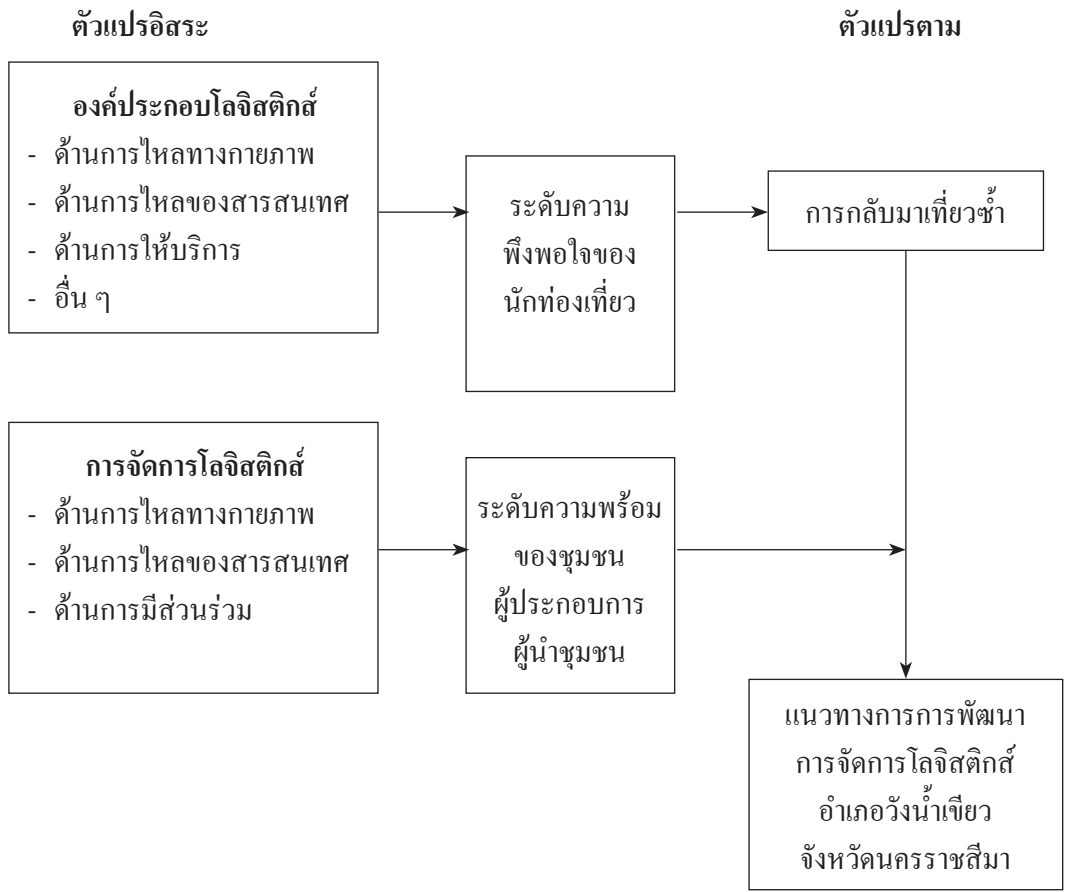 ตัวแปรอิสระ
ตัวแปรตาม
องค์ประกอบโลจิสติกส์
- ด้านการไหลทางกายภาพ
- ด้านการไหลของสารสนเทศ
- ด้านการให้บริการ
- อื่น ๆ
ระดับความ
พึงพอใจของ
นักท่องเที่ยว
การกลับมาเที่ยวซ้ำ
การจัดการโลจิสติกส์
- ด้านการไหลทางกายภาพ
- ด้านการไหลของสารสนเทศ
- ด้านการมีส่วนร่วม
ระดับความพร้อม
ของชุมชน
ผู้ประกอบการ
ผู้นำชุมชน
แนวทางการการพัฒนา
การจัดการโลจิสติกส์
อำเภอวังน้ำเขียว
จังหวัดนครราชสีมา